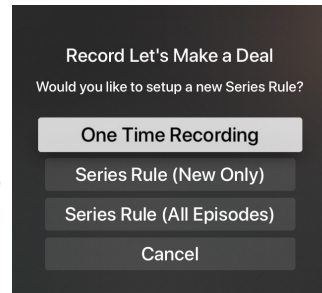 Record Let's Make a Deal
Would you like to setup a new Series Rule?
One Time Recording
Series Rule (New Only)
Series Rule (All Episodes)
Cancel